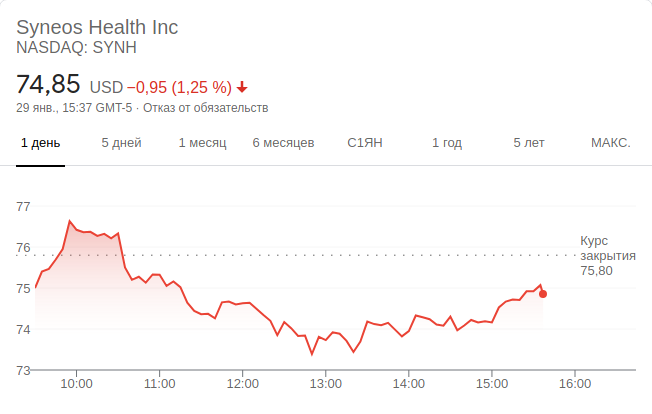 Syneos Health Inc
NASDAQ: SYNH
74,85 USD −0,95 (1,25 %)
29 янв., 15:37 GMT-5 · Отказ от обязательств
1 день 5 дней 1 месяц 6 месяцев С1ЯН 1 год 5 лет МАКС.
77
76
75
74
73
Курс
закрытия
75,80
10:00 11:00 12:00 13:00 14:00 15:00 16:00